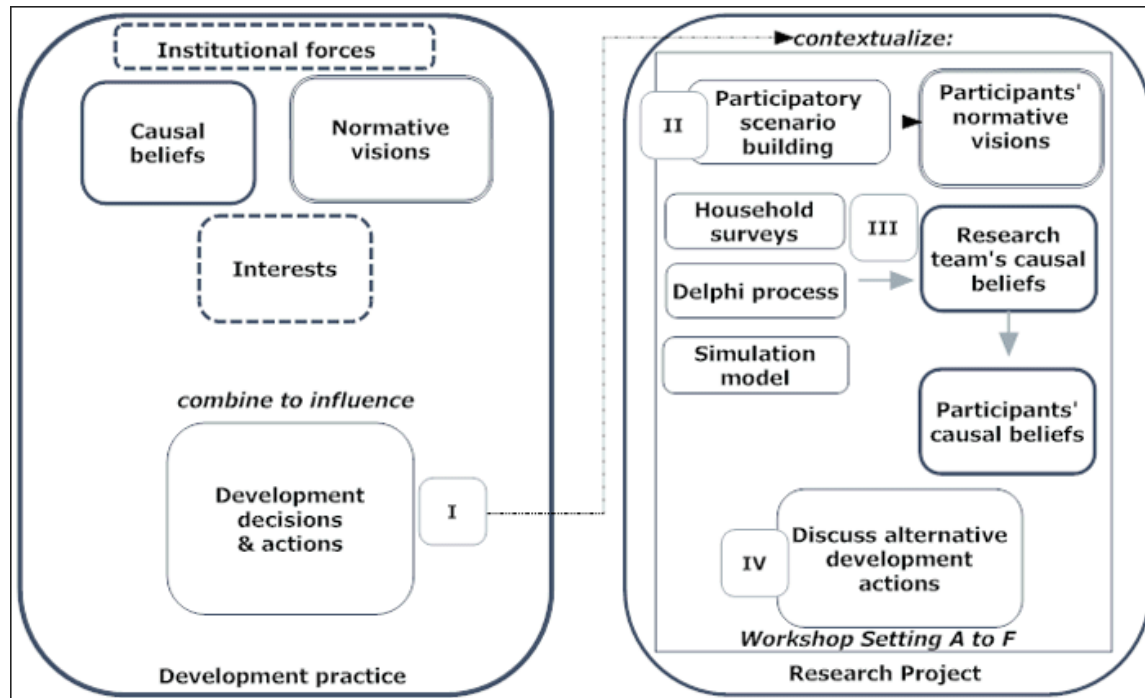 Institutional forces
Causal
beliefs
Normative
visions
Interests
combine to influence
Development
decisions
& actions
I
Development practice
contextualize:
II
Participatory
scenario
building
Participants'
normative
visions
Household
surveys
III
Delphi process
Research
team's causal
beliefs
Simulation
model
Participants'
causal beliefs
IV
Discuss alternative
development
actions
Workshop Setting A to F
Research Project